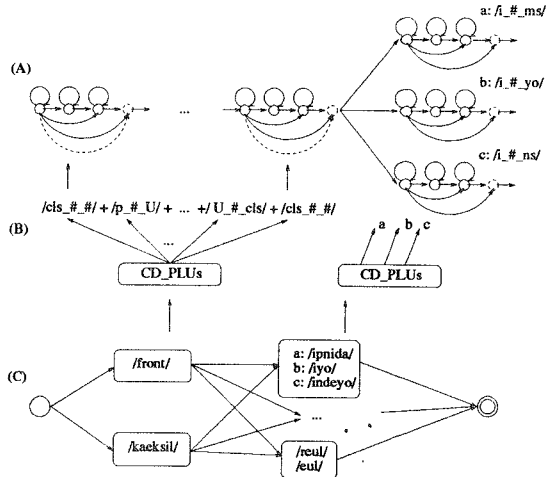 a: /i_#_ms/
(A)
b: /i_#_yo/
...
c: /i_#_ns/
/cls_#_#/ + /p_#_U/ + ... + / U_#_cls/ + /cls_#_#/
(B)
a b c
...
CD_PLUs
CD_PLUs
(C)
/front/
a: /ipnida/
b: /iyo/
c: /indeyo/
...
/kaeksil/
/reul/
/eul/